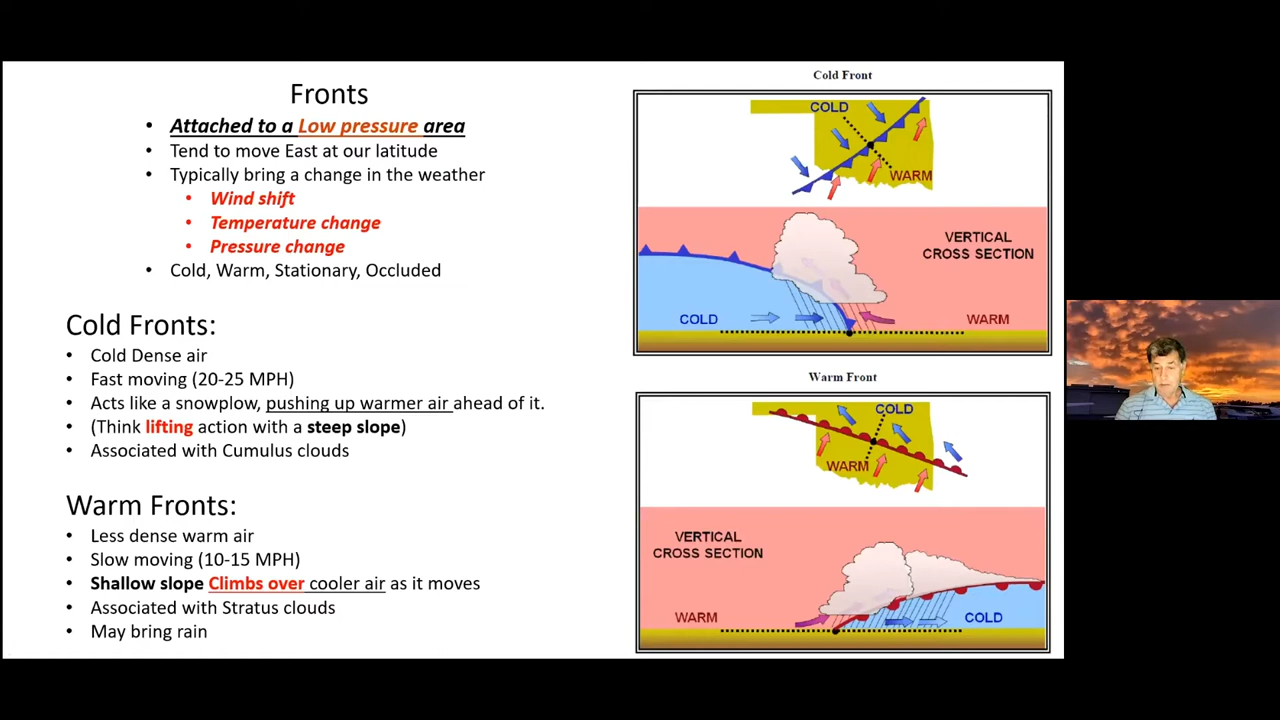 Fronts
• Attached to a Low pressure area
• Tend to move East at our latitude
• Typically bring a change in the weather
• Wind shift
• Temperature change
• Pressure change
• Cold, Warm, Stationary, Occluded
Cold Fronts:
• Cold Dense air
• Fast moving (20-25 MPH)
• Acts like a snowplow, pushing up warmer air ahead of it.
• (Think lifting action with a steep slope)
• Associated with Cumulus clouds
Warm Fronts:
• Less dense warm air
• Slow moving (10-15 MPH)
• Shallow slope Climbs over cooler air as it moves
• Associated with Stratus clouds
• May bring rain
Cold Front
COLD
WARM
VERTICAL
CROSS SECTION
COLD
WARM
Warm Front
COLD
WARM
VERTICAL
CROSS SECTION
WARM
COLD